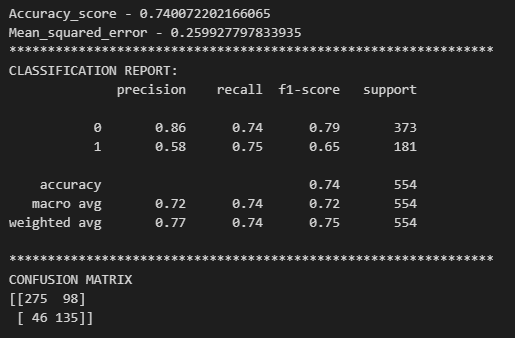 Accuracy_score - 0.740072202166065
Mean_squared_error - 0.259927797833935
***************************************************************
CLASSIFICATION REPORT:
              precision    recall  f1-score   support

           0       0.86      0.74      0.79       373
           1       0.58      0.75      0.65       181

    accuracy                           0.74       554
   macro avg       0.72      0.74      0.72       554
weighted avg       0.77      0.74      0.75       554

***************************************************************
CONFUSION MATRIX
[[275  98]
 [ 46 135]]